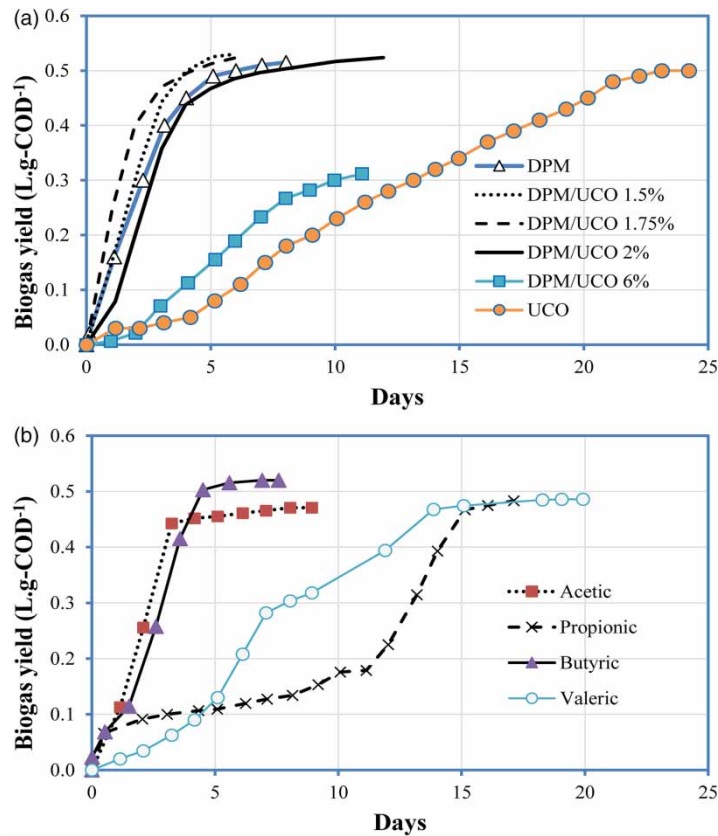 (a)
0.6
0.5
0.4
0.3
0.2
0.1
0.0
Biogas yield (L.g-COD⁻¹)
DPM
DPM/UCO 1.5%
DPM/UCO 1.75%
DPM/UCO 2%
DPM/UCO 6%
UCO
0 5 10 15 20 25
Days
(b)
0.6
0.5
0.4
0.3
0.2
0.1
0.0
Biogas yield (L.g-COD⁻¹)
Acetic
Propionic
Butyric
Valeric
0 5 10 15 20 25
Days